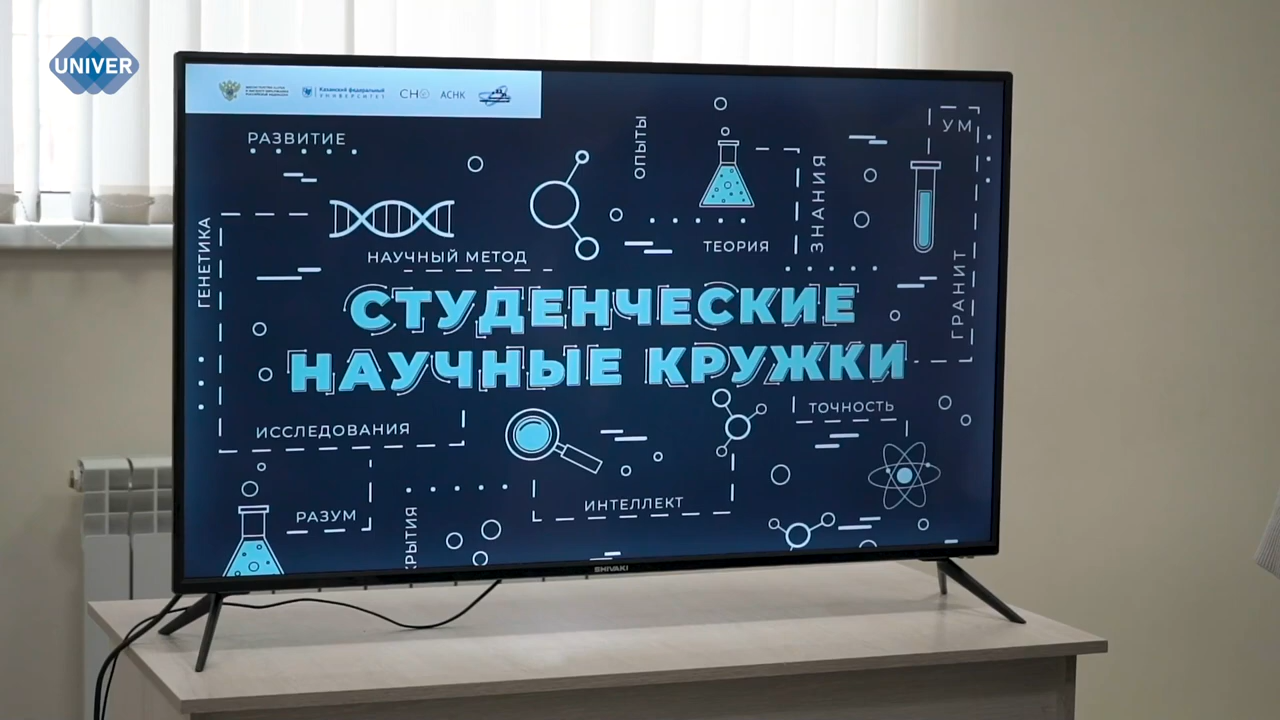 UNIVER
Казанский федеральный
УНИВЕРСИТЕТ
СНО
АСНК
РАЗВИТИЕ
ОПЫТЫ
УМ
ЗНАНИЯ
ГЕНЕТИКА
НАУЧНЫЙ МЕТОД
ТЕОРИЯ
ГРАНИТ
СТУДЕНЧЕСКИЕ
НАУЧНЫЕ КРУЖКИ
ТОЧНОСТЬ
ИССЛЕДОВАНИЯ
ИНТЕЛЛЕКТ
РАЗУМ
КРЫТИЯ
SHIVAKI